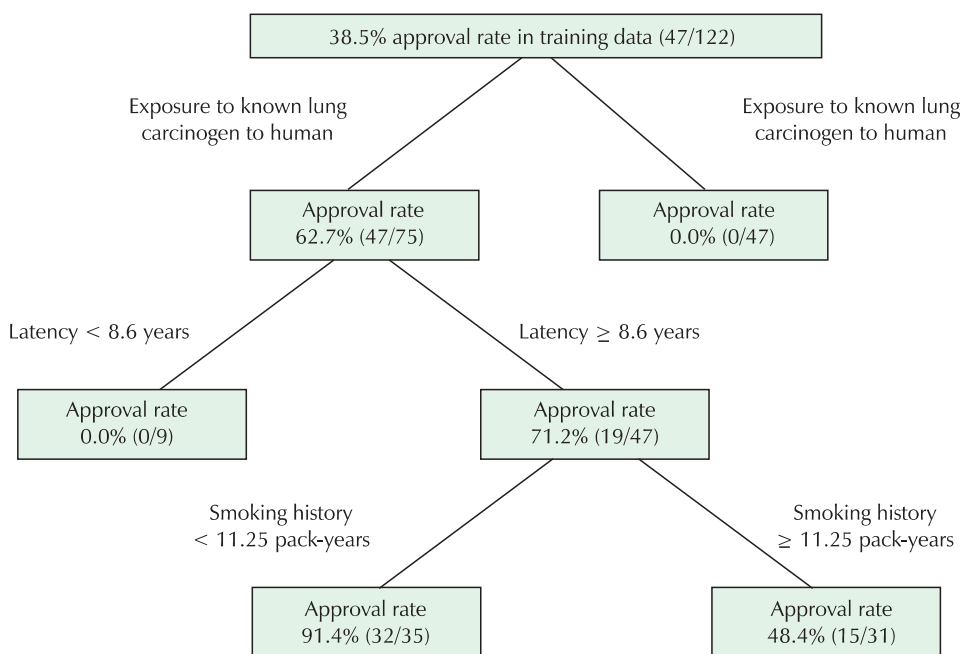 38.5% approval rate in training data (47/122)
Exposure to known lung
carcinogen to human
Exposure to known lung
carcinogen to human
Approval rate
62.7% (47/75)
Approval rate
0.0% (0/47)
Latency < 8.6 years
Latency ≥ 8.6 years
Approval rate
0.0% (0/9)
Approval rate
71.2% (19/47)
Smoking history
< 11.25 pack-years
Smoking history
≥ 11.25 pack-years
Approval rate
91.4% (32/35)
Approval rate
48.4% (15/31)